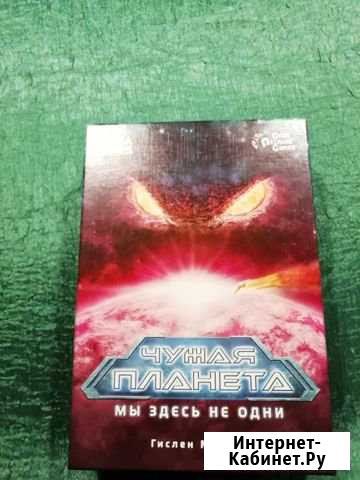 ЧУЖАЯ
ПЛАНЕТА
МЫ ЗДЕСЬ НЕ ОДНИ
Гислен
Интернет-
Кабинет.Ру